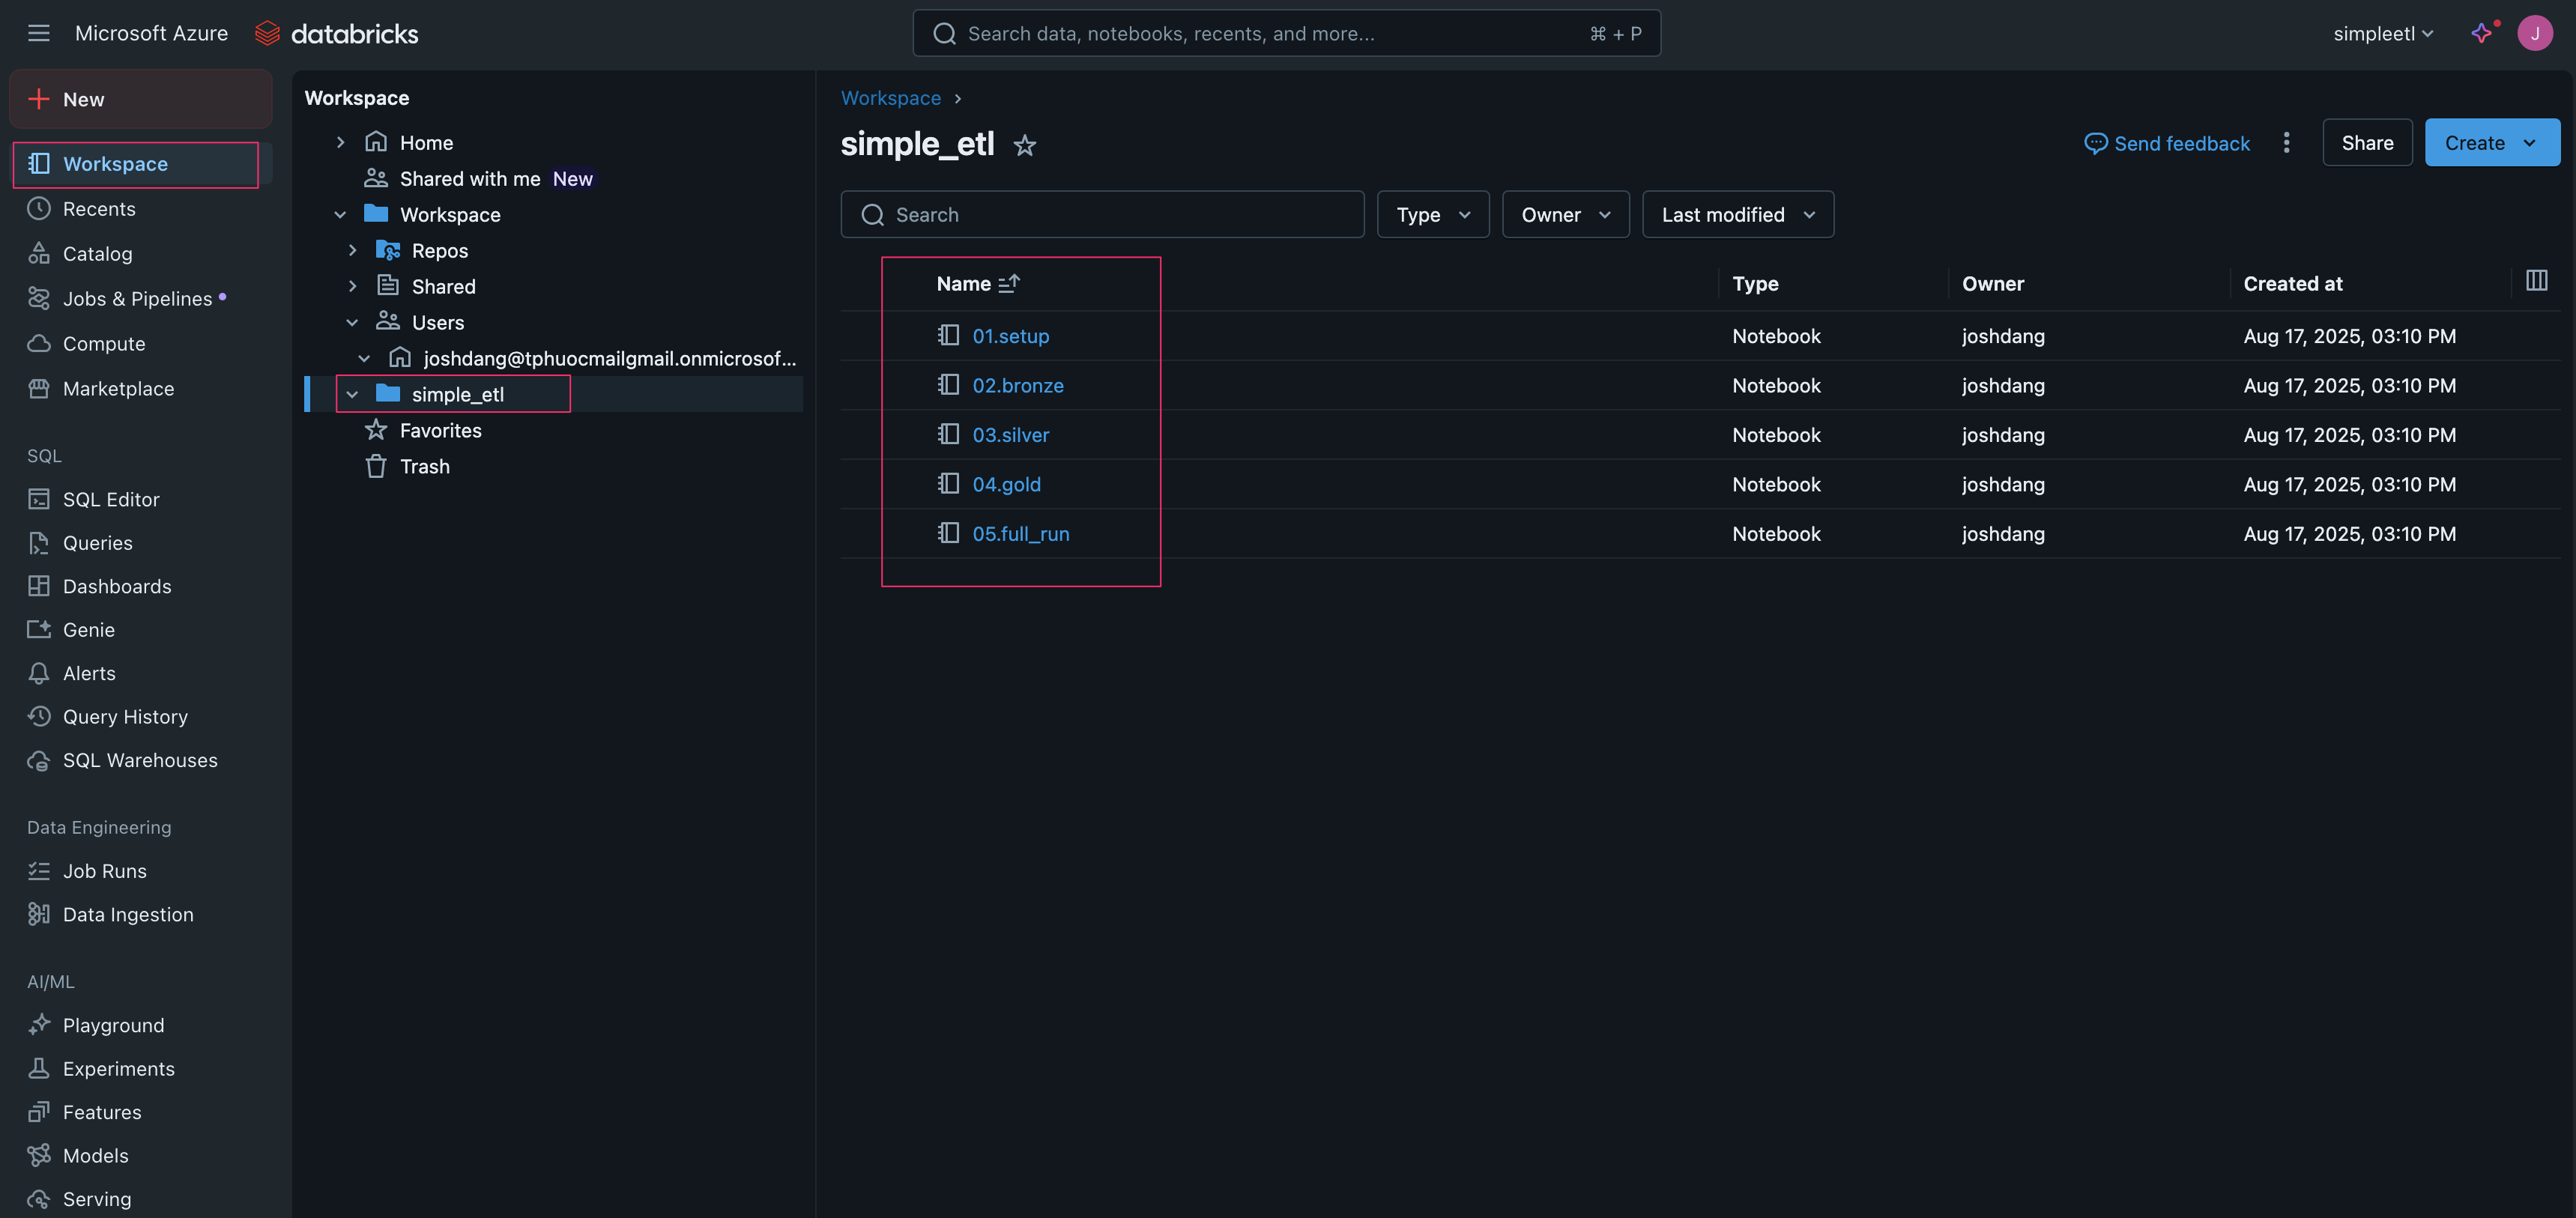 Microsoft Azure databricks
Search data, notebooks, recents, and more... ⌘ + P
simpleetl
J
New
Workspace
Recents
Catalog
Jobs & Pipelines
Compute
Marketplace
SQL
SQL Editor
Queries
Dashboards
Genie
Alerts
Query History
SQL Warehouses
Data Engineering
Job Runs
Data Ingestion
AI/ML
Playground
Experiments
Features
Models
Serving
Workspace
Home
Shared with me New
Workspace
Repos
Shared
Users
joshdang@tphuocmailgmail.onmicrosof...
simple_etl
Favorites
Trash
Workspace ›
simple_etl
Send feedback
Share
Create
Search
Type
Owner
Last modified
Name Type Owner Created at
01.setup Notebook joshdang Aug 17, 2025, 03:10 PM
02.bronze Notebook joshdang Aug 17, 2025, 03:10 PM
03.silver Notebook joshdang Aug 17, 2025, 03:10 PM
04.gold Notebook joshdang Aug 17, 2025, 03:10 PM
05.full_run Notebook joshdang Aug 17, 2025, 03:10 PM